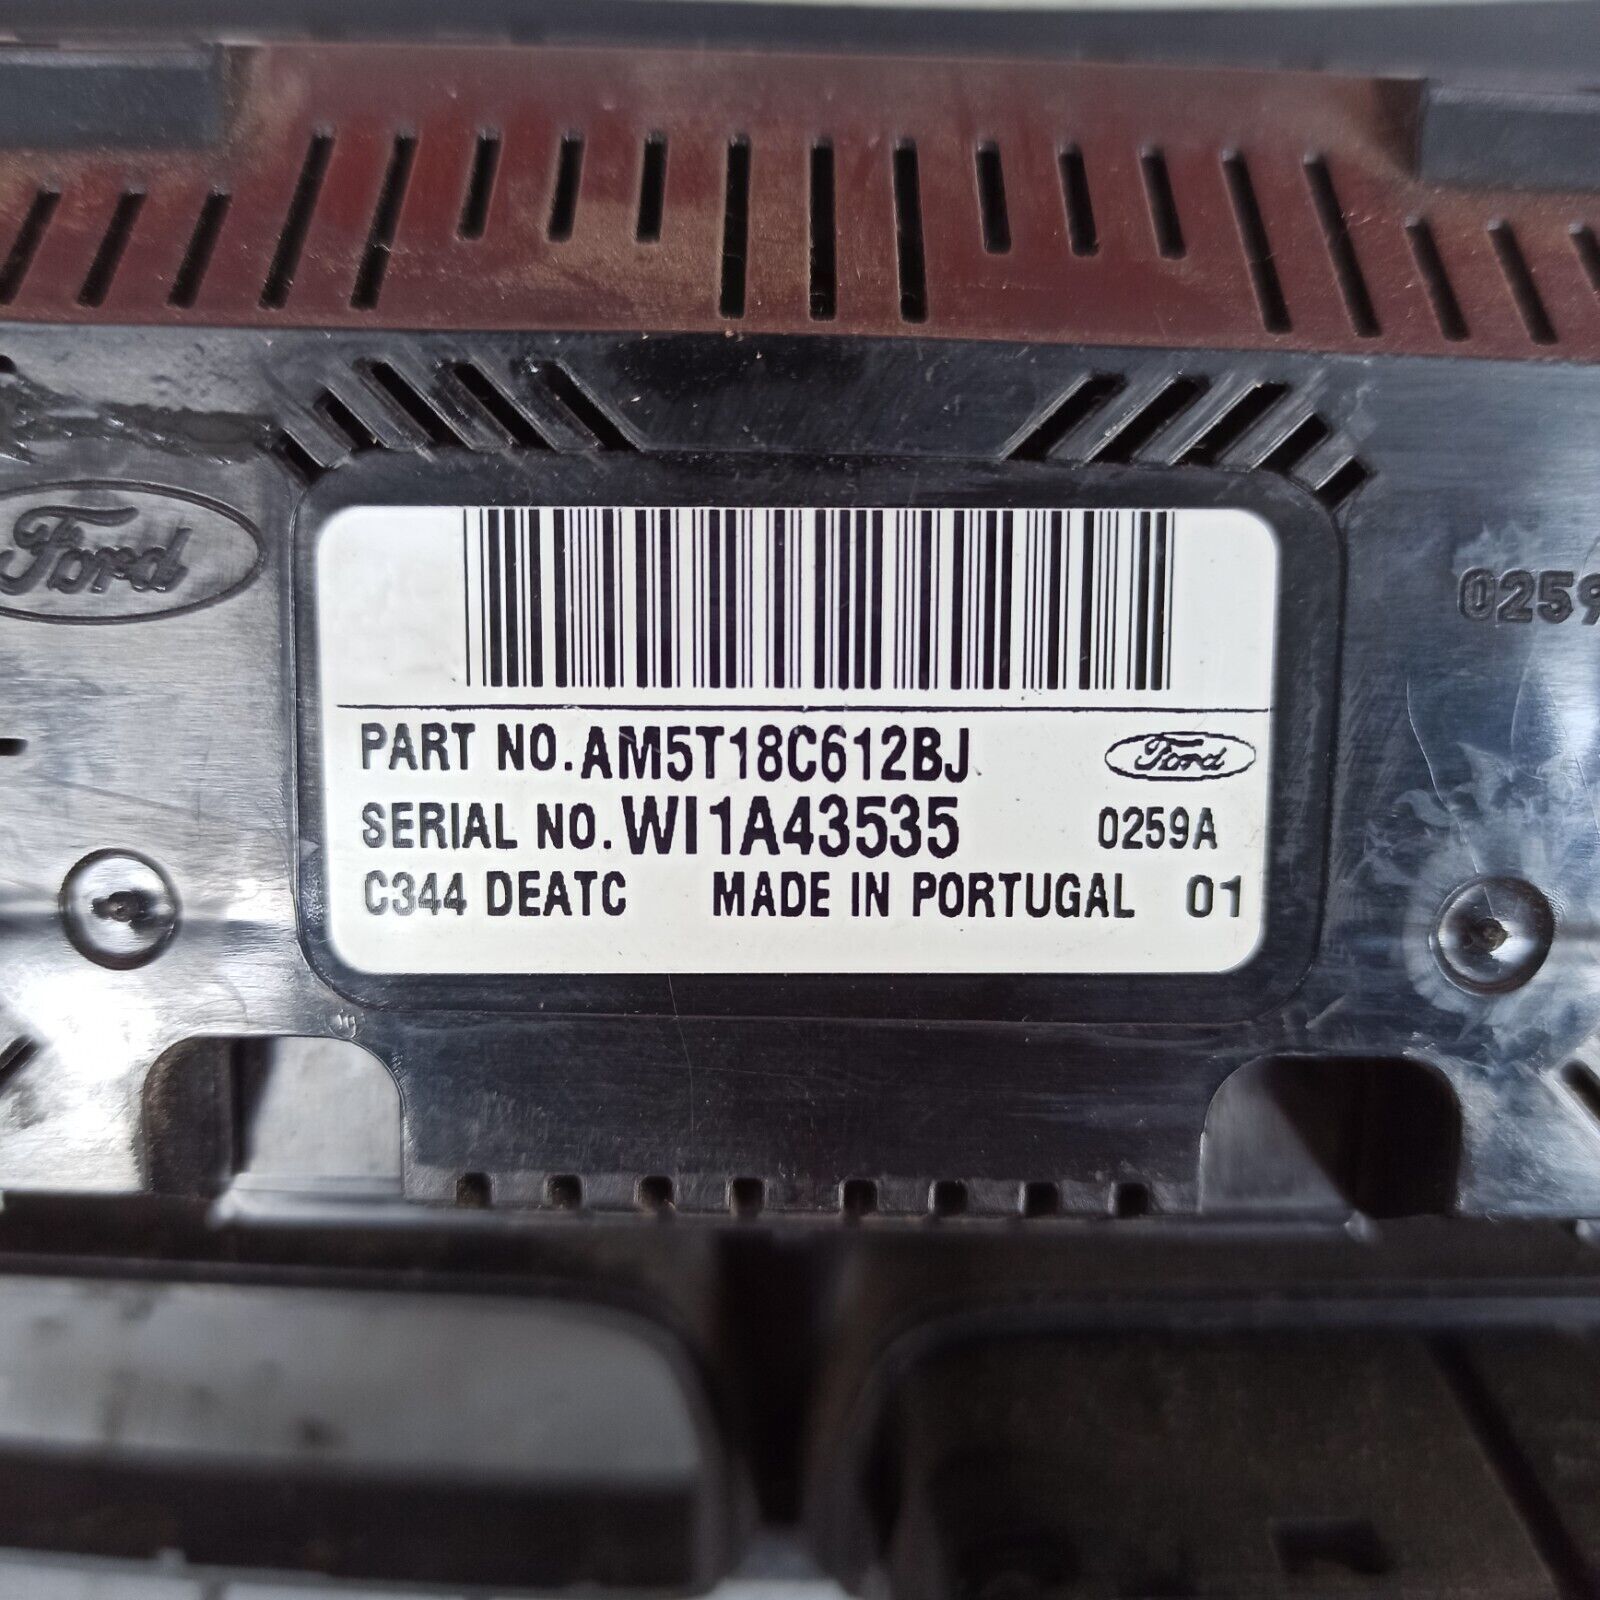 Ford
0259
PART NO. AM5T18C612BJ Ford
SERIAL NO. WI1A43535 0259A
C344 DEATC MADE IN PORTUGAL 01